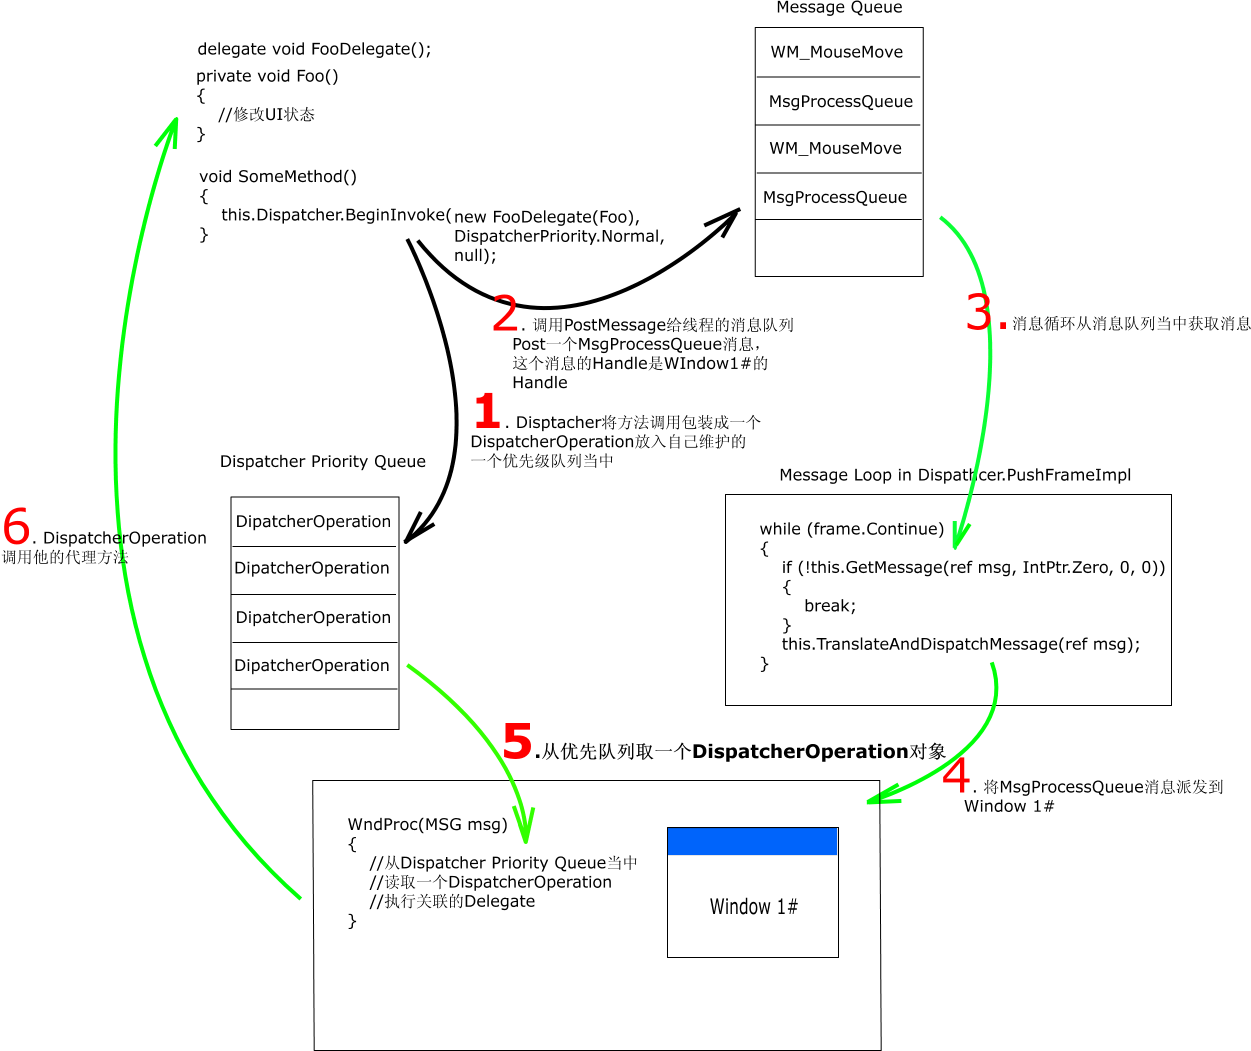 Message Queue
WM_MouseMove
MsgProcessQueue
WM_MouseMove
MsgProcessQueue
delegate void FooDelegate();
private void Foo()
{
//修改UI状态
}
void SomeMethod()
{
this.Dispatcher.BeginInvoke(
new FooDelegate(Foo),
DispatcherPriority.Normal,
null);
}
2. 调用PostMessage给线程的消息队列
Post一个MsgProcessQueue消息，
这个消息的Handle是WIndow1#的
Handle
3.消息循环从消息队列当中获取消息
1. Disptacher将方法调用包装成一个
DispatcherOperation放入自己维护的
一个优先级队列当中
Dispatcher Priority Queue
DipatcherOperation
DipatcherOperation
DipatcherOperation
DipatcherOperation
Message Loop in Dispathcer.PushFrameImpl
while (frame.Continue)
{
if (!this.GetMessage(ref msg, IntPtr.Zero, 0, 0))
{
break;
}
this.TranslateAndDispatchMessage(ref msg);
}
6. DispatcherOperation
调用他的代理方法
5.从优先队列取一个DispatcherOperation对象
4. 将MsgProcessQueue消息派发到
Window 1#
WndProc(MSG msg)
{
//从Dispatcher Priority Queue当中
//读取一个DispatcherOperation
//执行关联的Delegate
}
Window 1#